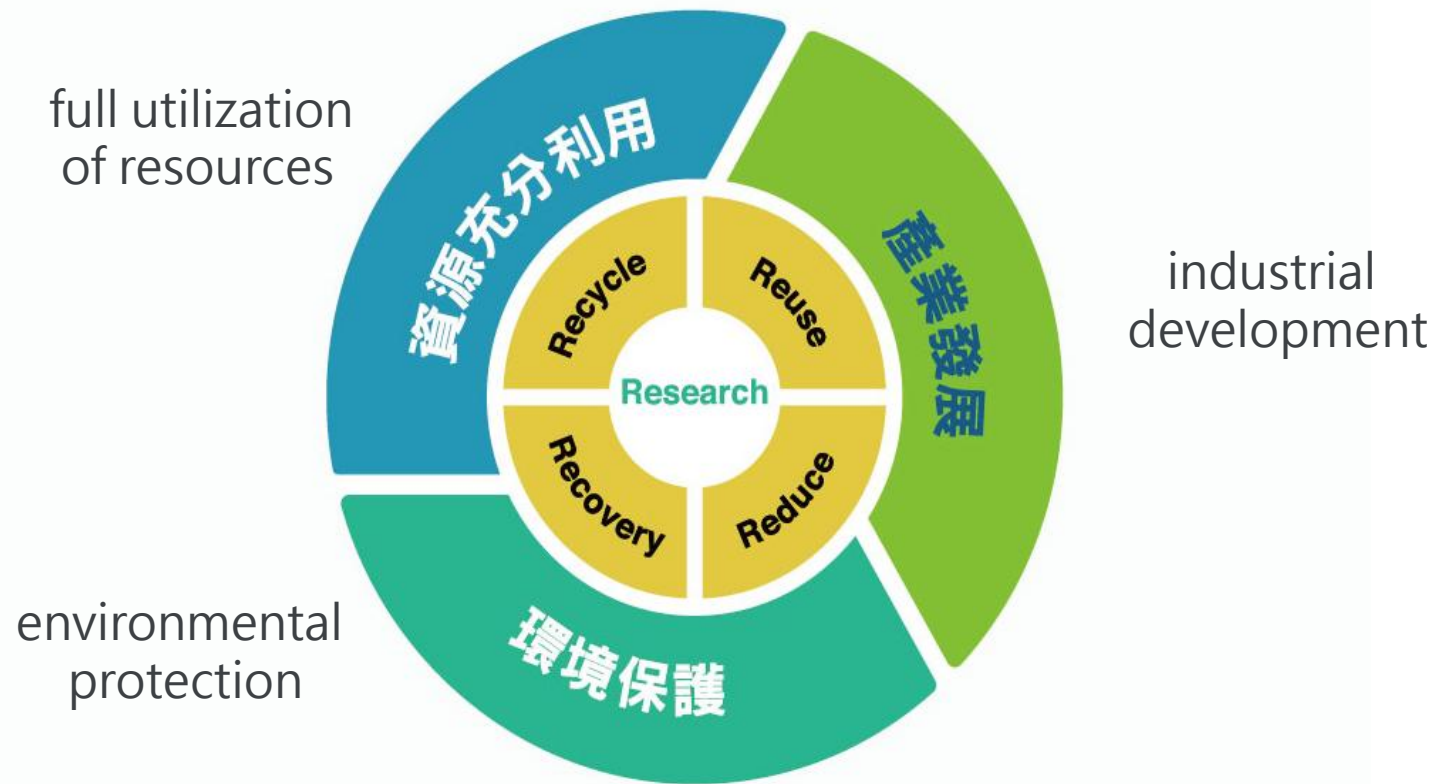 full utilization
of resources
資源充分利用
產業發展
industrial
development
Recycle
Reuse
Research
Recovery
Reduce
environmental
protection
環境保護